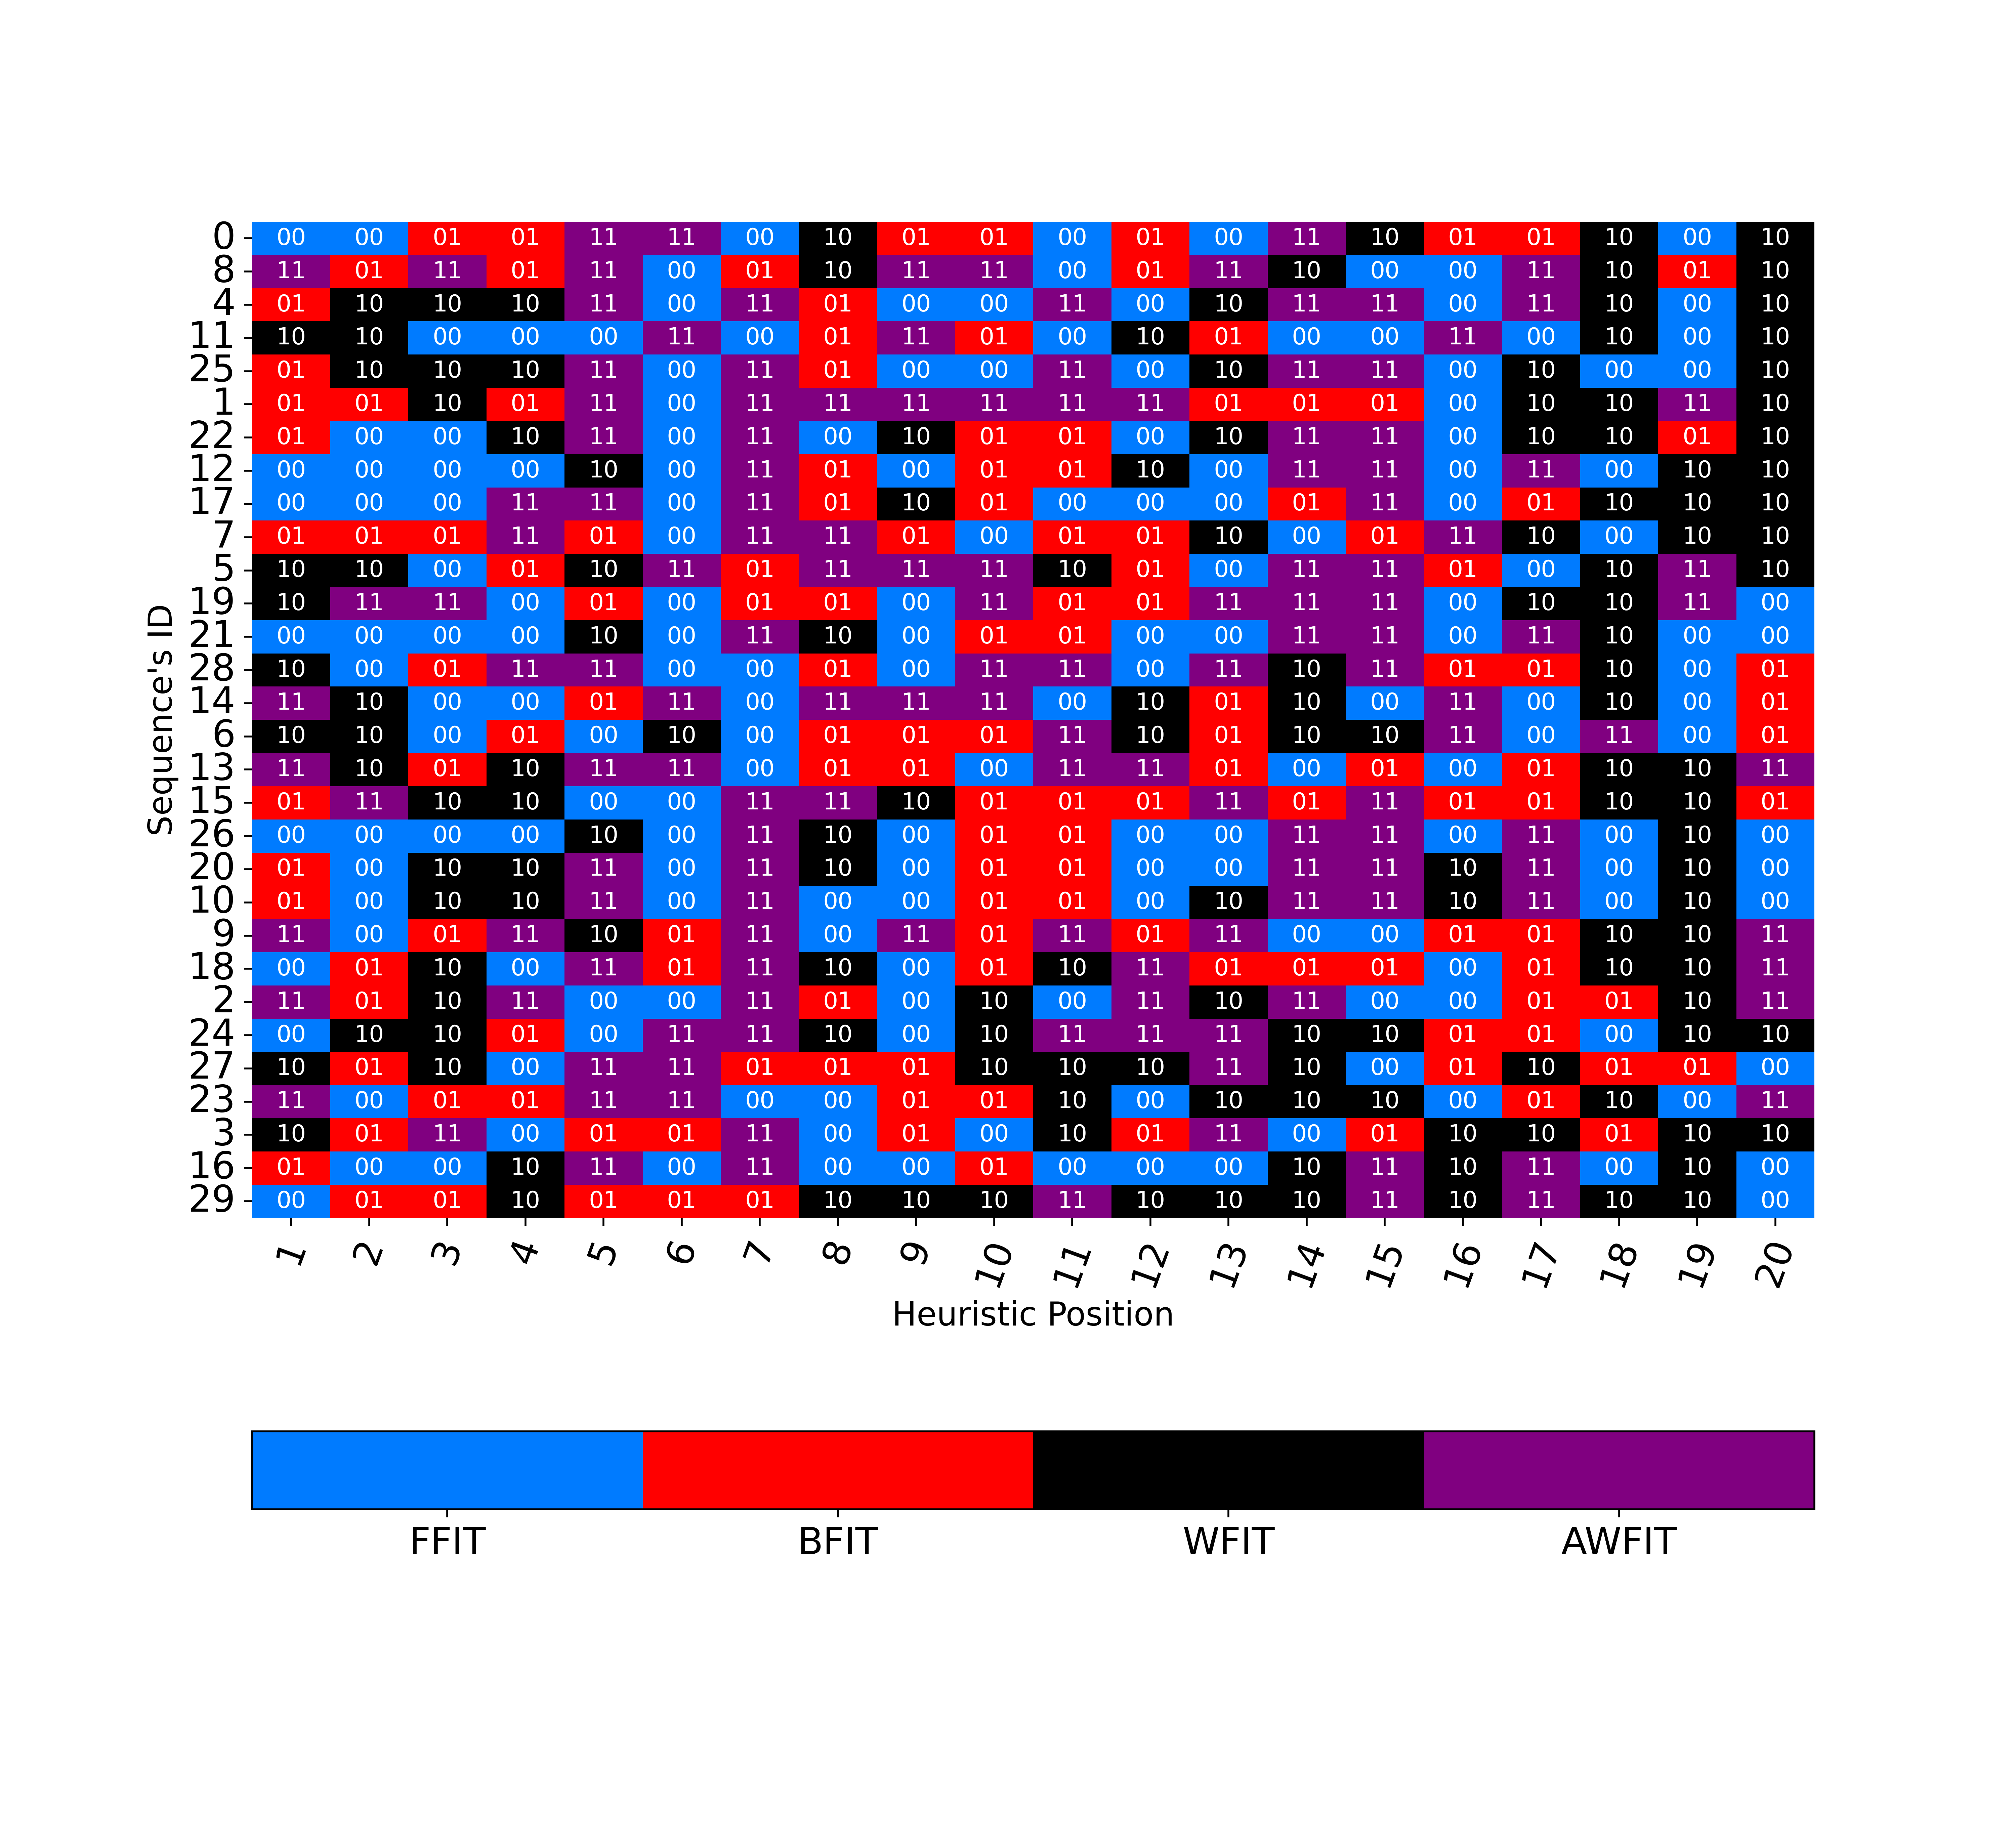 0 00 00 01 01 11 11 00 10 01 01 00 01 00 11 10 01 01 10 00 10
8 11 01 11 01 11 00 01 10 11 11 00 01 11 10 00 00 11 10 01 10
4 01 10 10 10 11 00 11 01 00 00 11 00 10 11 11 00 11 10 00 10
11 10 10 00 00 00 11 00 01 11 01 00 10 01 00 00 11 00 10 00 10
25 01 10 10 10 11 00 11 01 00 00 11 00 10 11 11 00 10 00 00 10
1 01 01 10 01 11 00 11 11 11 11 11 11 01 01 01 00 10 10 11 10
22 01 00 00 10 11 00 11 00 10 01 01 00 10 11 11 00 10 10 01 10
12 00 00 00 00 10 00 11 01 00 01 01 10 00 11 11 00 11 00 10 10
17 00 00 00 11 11 00 11 01 10 01 00 00 00 01 11 00 01 10 10 10
7 01 01 01 11 01 00 11 11 01 00 01 01 10 00 01 11 10 00 10 10
5 10 10 00 01 10 11 01 11 11 11 10 01 00 11 11 01 00 10 11 10
19 10 11 11 00 01 00 01 01 00 11 01 01 11 11 11 00 10 10 11 00
21 00 00 00 00 10 00 11 10 00 01 01 00 00 11 11 00 11 10 00 00
28 10 00 01 11 11 00 00 01 00 11 11 00 11 10 11 01 01 10 00 01
14 11 10 00 00 01 11 00 11 11 11 00 10 01 10 00 11 00 10 00 01
6 10 10 00 01 00 10 00 01 01 01 11 10 01 10 10 11 00 11 00 01
13 11 10 01 10 11 11 00 01 01 00 11 11 01 00 01 00 01 10 10 11
15 01 11 10 10 00 00 11 11 10 01 01 01 11 01 11 01 01 10 10 01
26 00 00 00 00 10 00 11 10 00 01 01 00 00 11 11 00 11 00 10 00
20 01 00 10 10 11 00 11 10 00 01 01 00 00 11 11 10 11 00 10 00
10 01 00 10 10 11 00 11 00 00 01 01 00 10 11 11 10 11 00 10 00
9 11 00 01 11 10 01 11 00 11 01 11 01 11 00 00 01 01 10 10 11
18 00 01 10 00 11 01 11 10 00 01 10 11 01 01 01 00 01 10 10 11
2 11 01 10 11 00 00 11 01 00 10 00 11 10 11 00 00 01 01 10 11
24 00 10 10 01 00 11 11 10 00 10 11 11 11 10 10 01 01 00 10 10
27 10 01 10 00 11 11 01 01 01 10 10 10 11 10 00 01 10 01 01 00
23 11 00 01 01 11 11 00 00 01 01 10 00 10 10 10 00 01 10 00 11
3 10 01 11 00 01 01 11 00 01 00 10 01 11 00 01 10 10 01 10 10
16 01 00 00 10 11 00 11 00 00 01 00 00 00 10 11 10 11 00 10 00
29 00 01 01 10 01 01 01 10 10 10 11 10 10 10 11 10 11 10 10 00
Sequence's ID
1 2 3 4 5 6 7 8 9 10 11 12 13 14 15 16 17 18 19 20
Heuristic Position
FFIT BFIT WFIT AWFIT